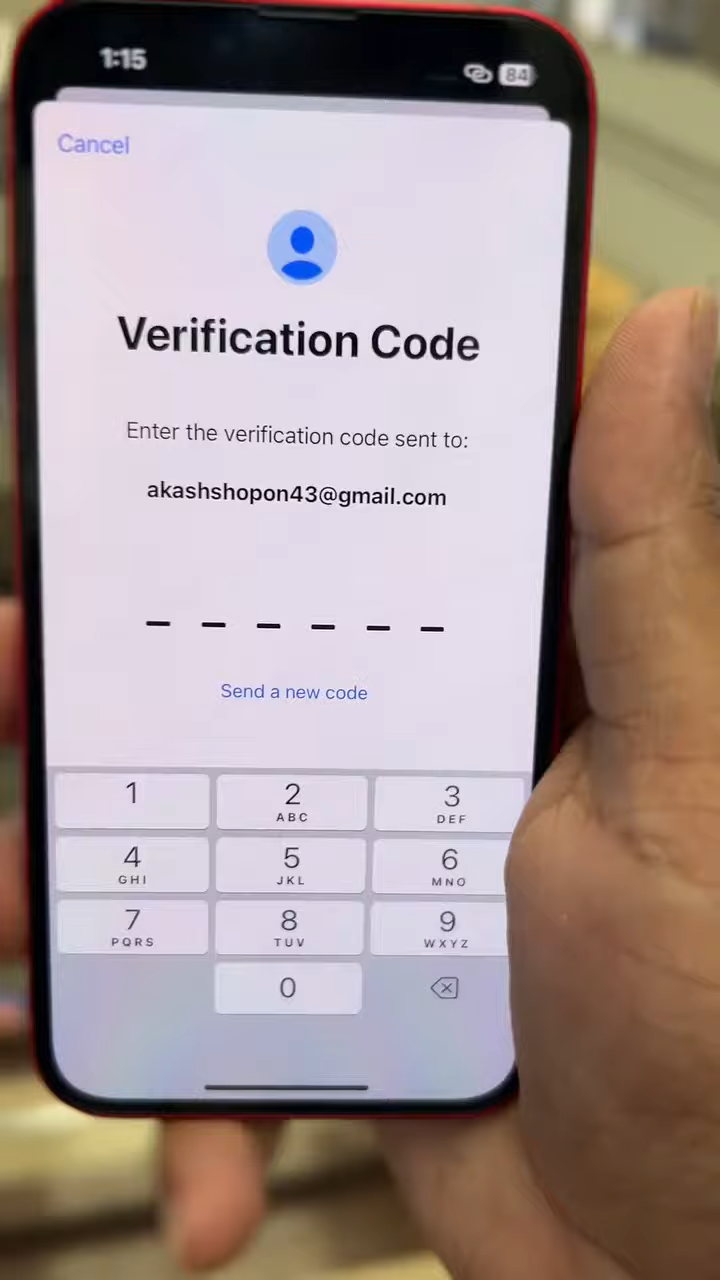 1:15
84
Cancel
Verification Code
Enter the verification code sent to:
akashshopon43@gmail.com
Send a new code
1 2 3
ABC DEF
4 5 6
GHI JKL MNO
7 8 9
PQRS TUV WXYZ
0